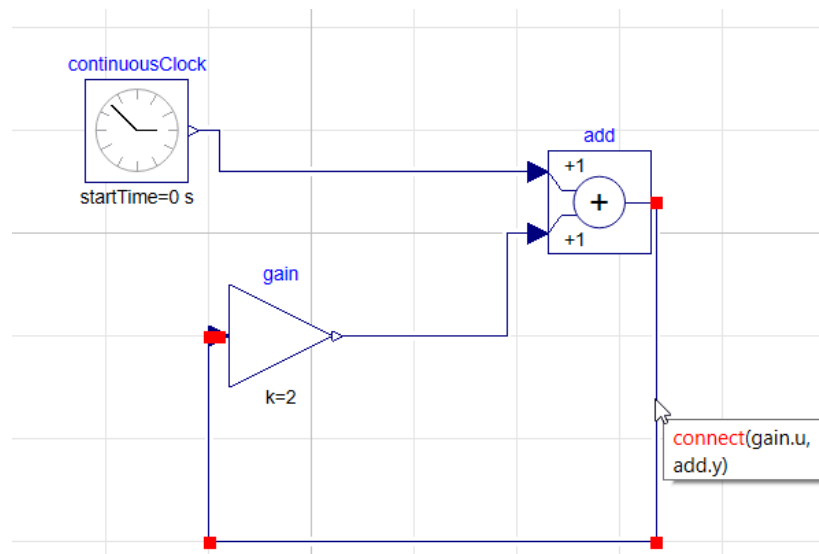 continuousClock
startTime=0 s
add
+1
+
+1
gain
k=2
connect(gain.u,
add.y)